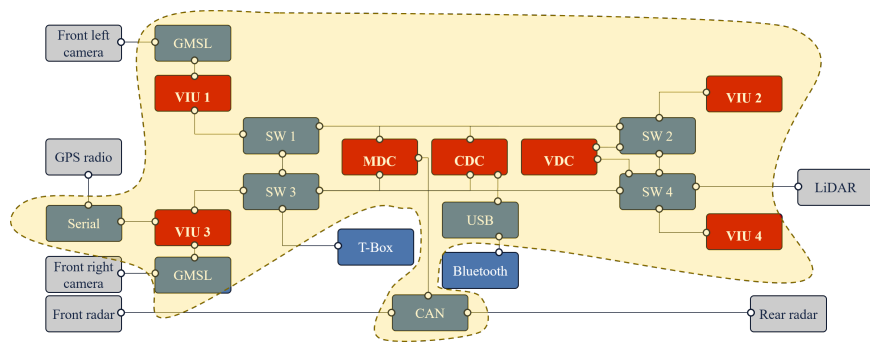 Front left
camera
GMSL
VIU 1
VIU 2
SW 1
SW 2
GPS radio
MDC
CDC
VDC
SW 3
SW 4
LiDAR
Serial
VIU 3
USB
VIU 4
T-Box
Front right
camera
GMSL
Bluetooth
Front radar
CAN
Rear radar